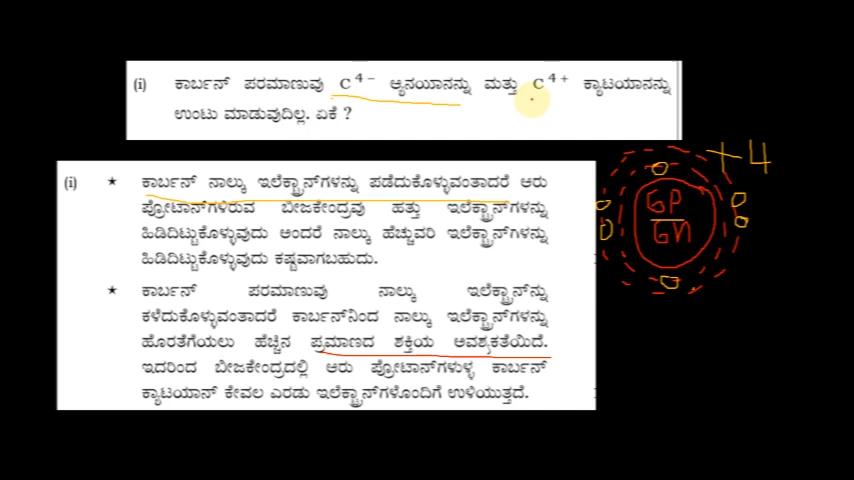 (i) ಕಾರ್ಬನ್ ಪರಮಾಣುವು C⁴⁻ ಆ್ಯನಯಾನನ್ನು ಮತ್ತು C⁴⁺ ಕ್ಯಾಟಯಾನನ್ನು
ಉಂಟು ಮಾಡುವುದಿಲ್ಲ. ಏಕೆ ?
(i) ★ ಕಾರ್ಬನ್ ನಾಲ್ಕು ಇಲೆಕ್ಟ್ರಾನ್‌ಗಳನ್ನು ಪಡೆದುಕೊಳ್ಳುವಂತಾದರೆ ಆರು
ಪ್ರೋಟಾನ್‌ಗಳಿರುವ ಬೀಜಕೇಂದ್ರವು ಹತ್ತು ಇಲೆಕ್ಟ್ರಾನ್‌ಗಳನ್ನು
ಹಿಡಿದಿಟ್ಟುಕೊಳ್ಳುವುದು ಅಂದರೆ ನಾಲ್ಕು ಹೆಚ್ಚುವರಿ ಇಲೆಕ್ಟ್ರಾನ್‌ಗಳನ್ನು
ಹಿಡಿದಿಟ್ಟುಕೊಳ್ಳುವುದು ಕಷ್ಟವಾಗಬಹುದು.
★ ಕಾರ್ಬನ್ ಪರಮಾಣುವು ನಾಲ್ಕು ಇಲೆಕ್ಟ್ರಾನ್‌ನ್ನು
ಕಳೆದುಕೊಳ್ಳುವಂತಾದರೆ ಕಾರ್ಬನ್‌ನಿಂದ ನಾಲ್ಕು ಇಲೆಕ್ಟ್ರಾನ್‌ಗಳನ್ನು
ಹೊರತೆಗೆಯಲು ಹೆಚ್ಚಿನ ಪ್ರಮಾಣದ ಶಕ್ತಿಯ ಅವಶ್ಯಕತೆಯಿದೆ.
ಇದರಿಂದ ಬೀಜಕೇಂದ್ರದಲ್ಲಿ ಆರು ಪ್ರೋಟಾನ್‌ಗಳುಳ್ಳ ಕಾರ್ಬನ್
ಕ್ಯಾಟಯಾನ್ ಕೇವಲ ಎರಡು ಇಲೆಕ್ಟ್ರಾನ್‌ಗಳೊಂದಿಗೆ ಉಳಿಯುತ್ತದೆ.
+4
6P
6n